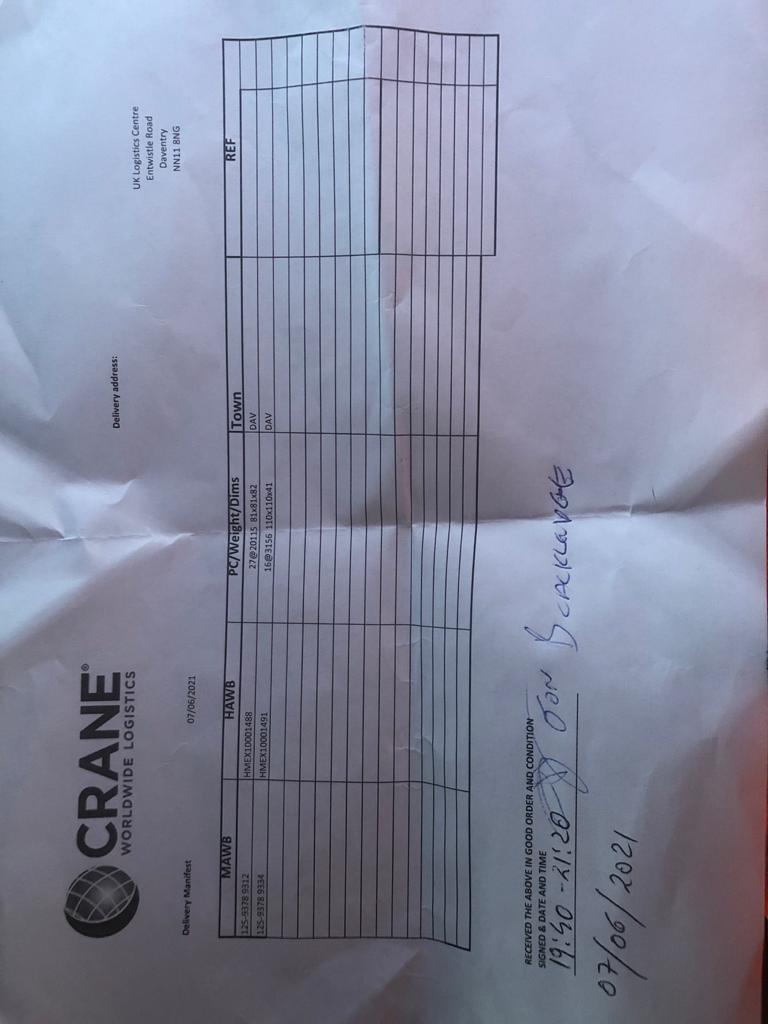 CRANE®
WORLDWIDE LOGISTICS
Delivery address:
UK Logistics Centre
Entwistle Road
Daventry
NN11 8NG
Delivery Manifest 07/06/2021
MAWB HAWB PC/Weight/Dims Town REF
125-9378 9312 HMEX10001488 27@20115 81x81x82 DAV
125-9378 9334 HMEX10001491 16@3156 110x110x41 DAV
RECEIVED THE ABOVE IN GOOD ORDER AND CONDITION
SIGNED & DATE AND TIME
19:50 - 21:20 JON
07/06/2021